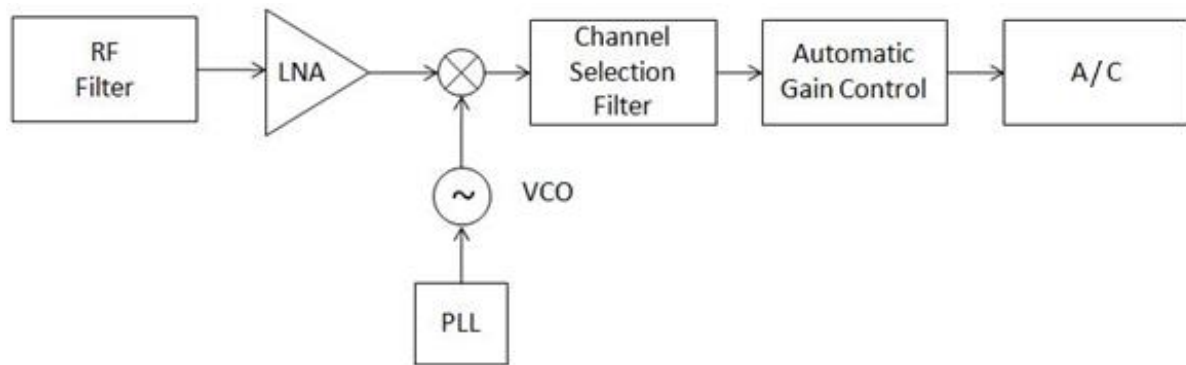 RF
Filter
LNA
Channel
Selection
Filter
Automatic
Gain Control
A/C
~
VCO
PLL